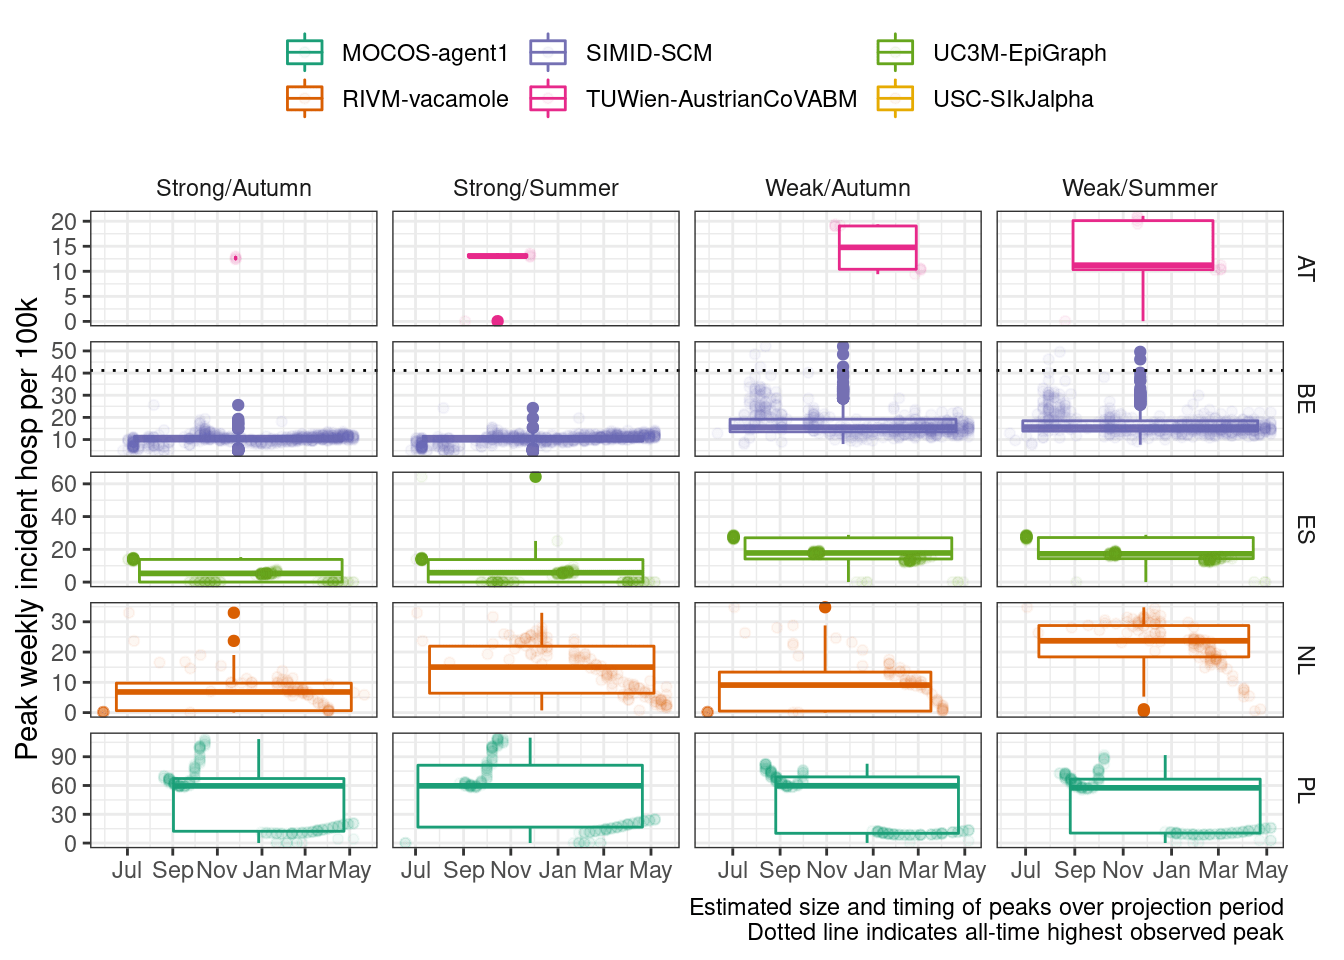 MOCOS-agent1 SIMID-SCM UC3M-EpiGraph
RIVM-vacamole TUWien-AustrianCoVABM USC-SIkJalpha
Strong/Autumn Strong/Summer Weak/Autumn Weak/Summer
Peak weekly incident hosp per 100k
20
15
10
5
0
AT
50
40
30
20
10
BE
60
40
20
0
ES
30
20
10
0
NL
90
60
30
0
PL
Jul Sep Nov Jan Mar May Jul Sep Nov Jan Mar May Jul Sep Nov Jan Mar May Jul Sep Nov Jan Mar May
Estimated size and timing of peaks over projection period
Dotted line indicates all-time highest observed peak